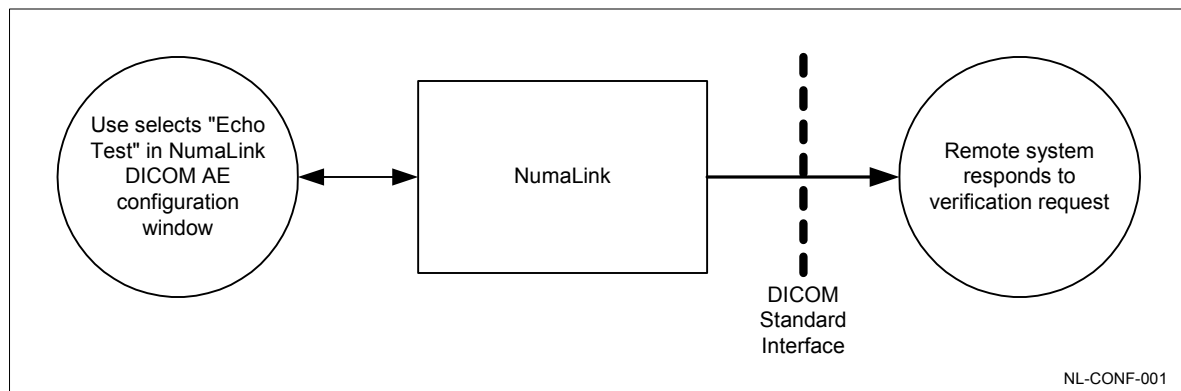 Use selects "Echo
Test" in NumaLink
DICOM AE
configuration
window
NumaLink
Remote system
responds to
verification request
DICOM
Standard
Interface
NL-CONF-001